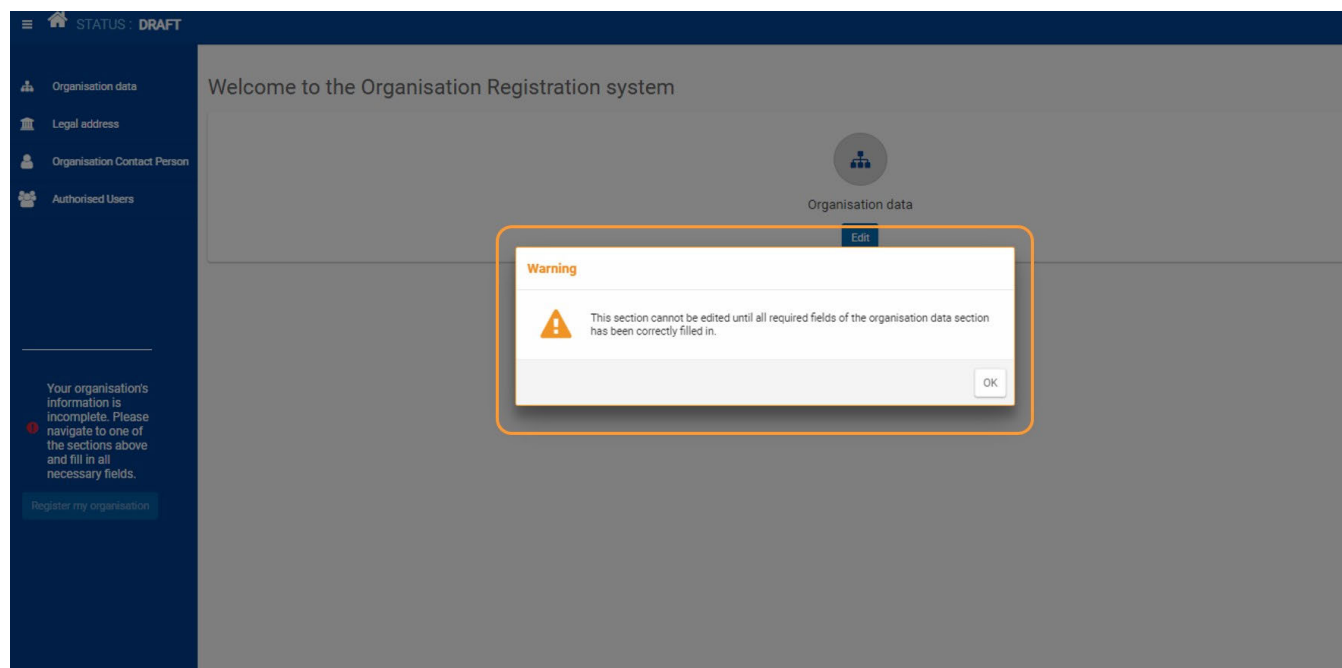 STATUS : DRAFT
Organisation data
Legal address
Organisation Contact Person
Authorised Users
Your organisation's
information is
incomplete. Please
navigate to one of
the sections above
and fill in all
necessary fields.
Register my organisation
Welcome to the Organisation Registration system
Organisation data
Edit
Warning
This section cannot be edited until all required fields of the organisation data section
has been correctly filled in.
OK